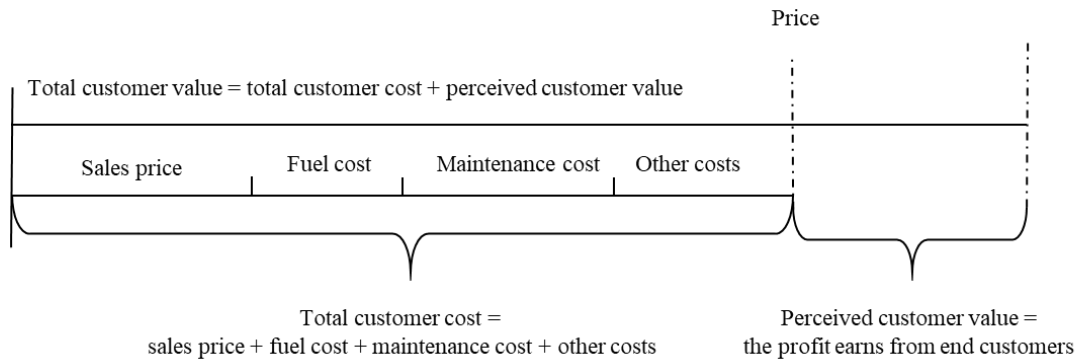 Price
Total customer value = total customer cost + perceived customer value
Sales price
Fuel cost
Maintenance cost
Other costs
Total customer cost =
sales price + fuel cost + maintenance cost + other costs
Perceived customer value =
the profit earns from end customers